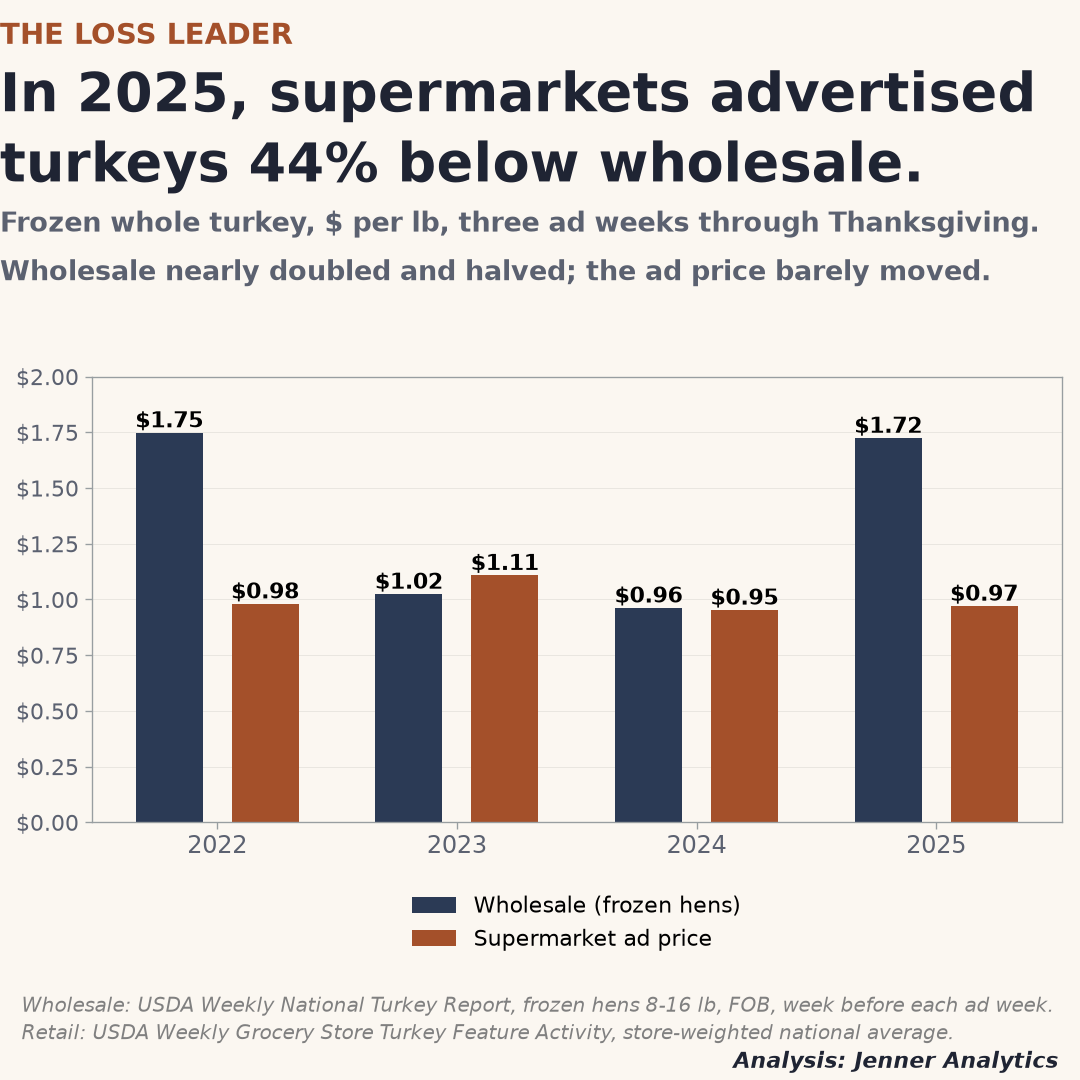 THE LOSS LEADER
In 2025, supermarkets advertised
turkeys 44% below wholesale.
Frozen whole turkey, $ per lb, three ad weeks through Thanksgiving.
Wholesale nearly doubled and halved; the ad price barely moved.
$2.00
$1.75
$1.50
$1.25
$1.00
$0.75
$0.50
$0.25
$0.00
$1.75
$0.98
$1.02
$1.11
$0.96
$0.95
$1.72
$0.97
2022
2023
2024
2025
Wholesale (frozen hens)
Supermarket ad price
Wholesale: USDA Weekly National Turkey Report, frozen hens 8-16 lb, FOB, week before each ad week.
Retail: USDA Weekly Grocery Store Turkey Feature Activity, store-weighted national average.
Analysis: Jenner Analytics